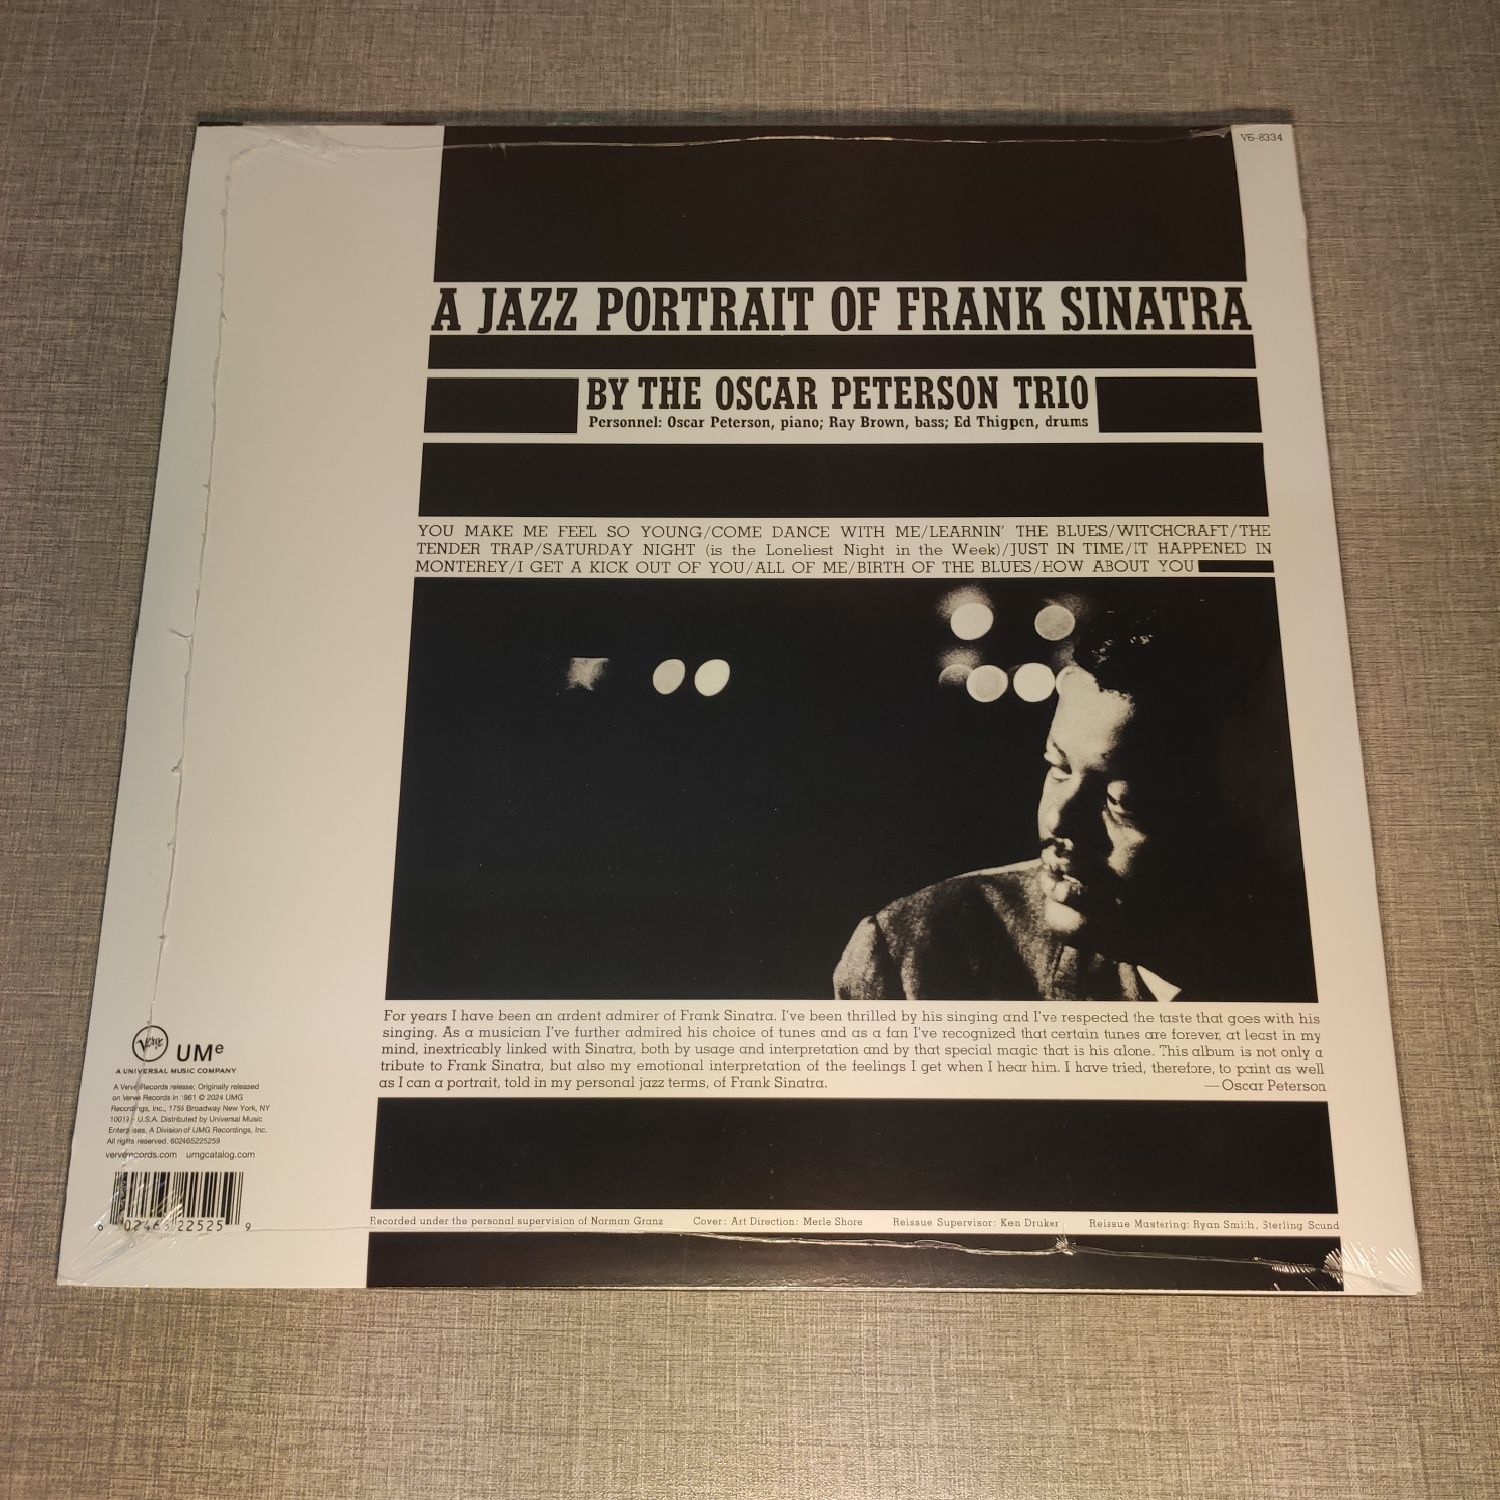 V6-8334
A JAZZ PORTRAIT OF FRANK SINATRA
BY THE OSCAR PETERSON TRIO
Personnel: Oscar Peterson, piano; Ray Brown, bass; Ed Thigpen, drums
YOU MAKE ME FEEL SO YOUNG/COME DANCE WITH ME/LEARNIN' THE BLUES/WITCHCRAFT/THE
TENDER TRAP/SATURDAY NIGHT (is the Loneliest Night in the Week)/JUST IN TIME/IT HAPPENED IN
MONTEREY/I GET A KICK OUT OF YOU/ALL OF ME/BIRTH OF THE BLUES/HOW ABOUT YOU
For years I have been an ardent admirer of Frank Sinatra. I've been thrilled by his singing and I've respected the taste that goes with his
singing. As a musician I've further admired his choice of tunes and as a fan I've recognized that certain tunes are forever, at least in my
mind, inextricably linked with Sinatra, both by usage and interpretation and by that special magic that is his alone. This album is not only a
tribute to Frank Sinatra, but also my emotional interpretation of the feelings I get when I hear him. I have tried, therefore, to paint as well
as I can a portrait, told in my personal jazz terms, of Frank Sinatra. —Oscar Peterson
Verve UMe
A UNIVERSAL MUSIC COMPANY
A Verve Records release; Originally released
on Verve Records in 1961 © 2024 UMG
Recordings, Inc., 1755 Broadway New York, NY
10019 - U.S.A. Distributed by Universal Music
Enterprises, A Division of UMG Recordings, Inc.
All rights reserved. 602465225259
ververecords.com umgcatalog.com
6 02465 22525 9
Recorded under the personal supervision of Norman Granz Cover: Art Direction: Merle Shore Reissue Supervisor: Ken Druker Reissue Mastering: Ryan Smith, Sterling Sound